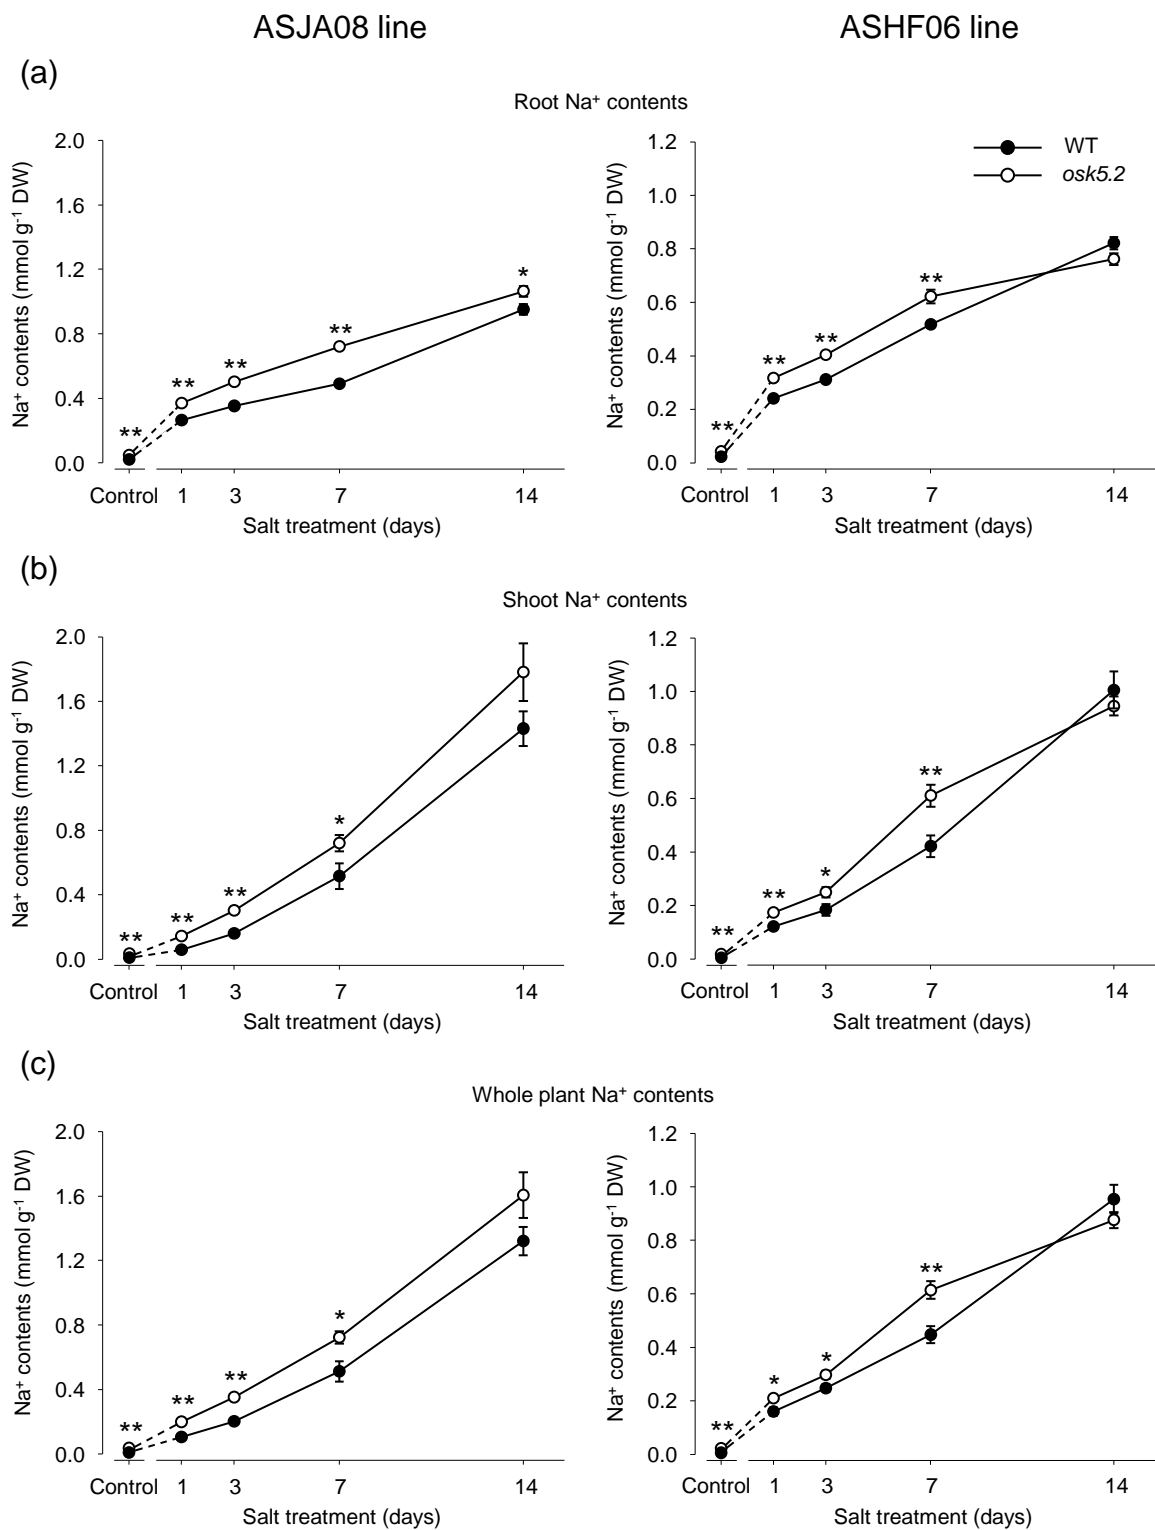 ASJA08 line
ASHF06 line
(a)
Root Na⁺ contents
Na⁺ contents (mmol g⁻¹ DW)
2.0
1.6
1.2
0.8
0.4
0.0
**
**
**
**
*
Control 1 3 7 14
Salt treatment (days)
Na⁺ contents (mmol g⁻¹ DW)
1.2
1.0
0.8
0.6
0.4
0.2
0.0
WT
osk5.2
**
**
**
**
Control 1 3 7 14
Salt treatment (days)
(b)
Shoot Na⁺ contents
Na⁺ contents (mmol g⁻¹ DW)
2.0
1.6
1.2
0.8
0.4
0.0
**
**
**
*
Control 1 3 7 14
Salt treatment (days)
Na⁺ contents (mmol g⁻¹ DW)
1.2
1.0
0.8
0.6
0.4
0.2
0.0
**
**
*
**
Control 1 3 7 14
Salt treatment (days)
(c)
Whole plant Na⁺ contents
Na⁺ contents (mmol g⁻¹ DW)
2.0
1.6
1.2
0.8
0.4
0.0
**
**
**
*
Control 1 3 7 14
Salt treatment (days)
Na⁺ contents (mmol g⁻¹ DW)
1.2
1.0
0.8
0.6
0.4
0.2
0.0
**
*
*
**
Control 1 3 7 14
Salt treatment (days)